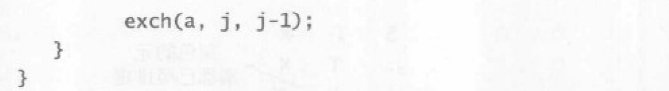 exch(a, j, j-1);
}
}